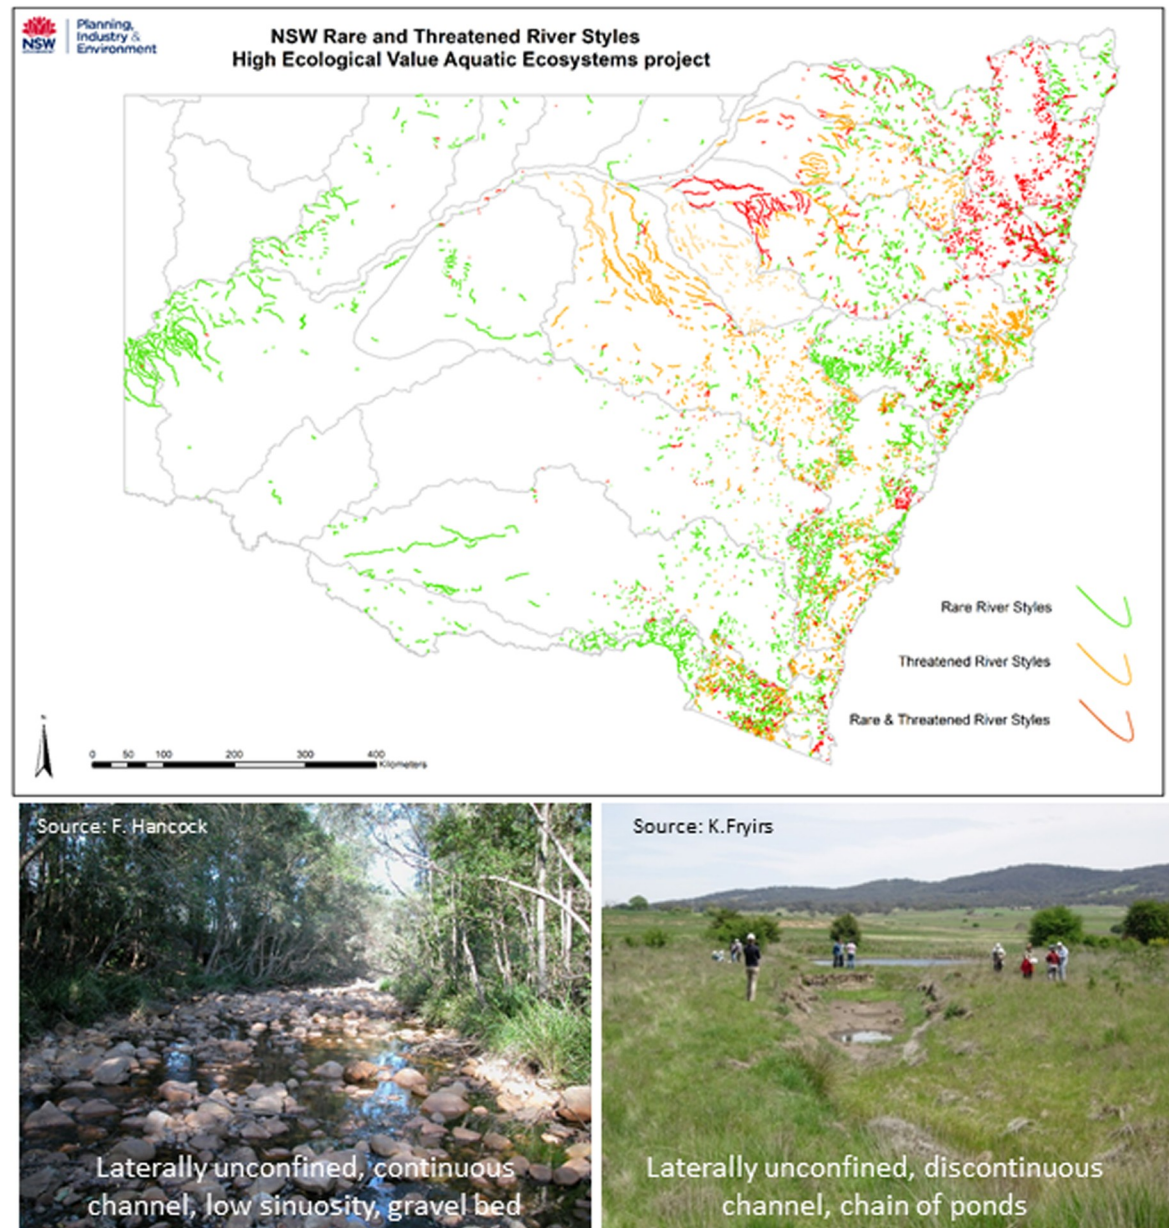 NSW
GOVERNMENT
Planning,
Industry &
Environment
NSW Rare and Threatened River Styles
High Ecological Value Aquatic Ecosystems project
Rare River Styles
Threatened River Styles
Rare & Threatened River Styles
N
0 50 100 200 300 400
Kilometers
Source: F. Hancock
Laterally unconfined, continuous
channel, low sinuosity, gravel bed
Source: K.Fryirs
Laterally unconfined, discontinuous
channel, chain of ponds